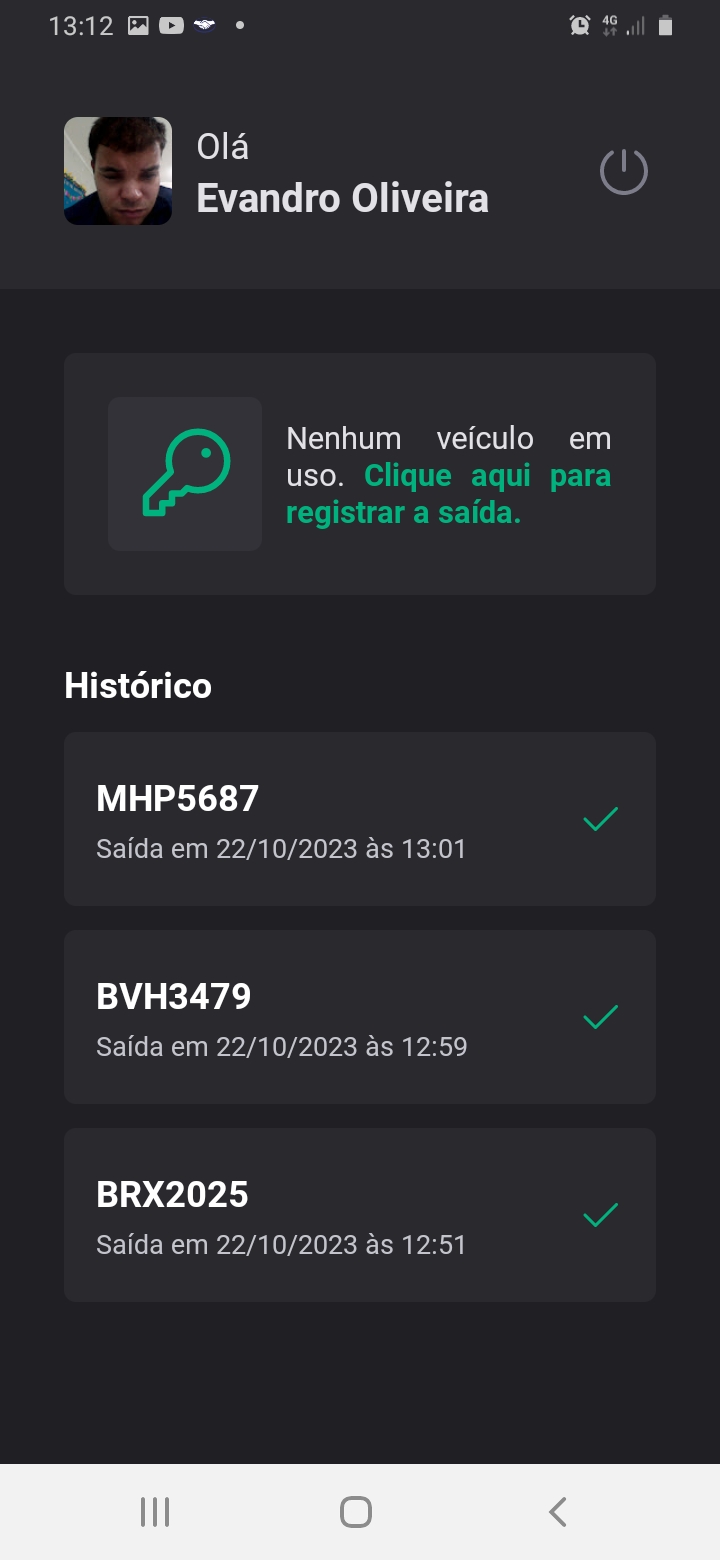 13:12
4G
Olá
Evandro Oliveira
Nenhum veículo em
uso. Clique aqui para
registrar a saída.
Histórico
MHP5687
Saída em 22/10/2023 às 13:01
BVH3479
Saída em 22/10/2023 às 12:59
BRX2025
Saída em 22/10/2023 às 12:51